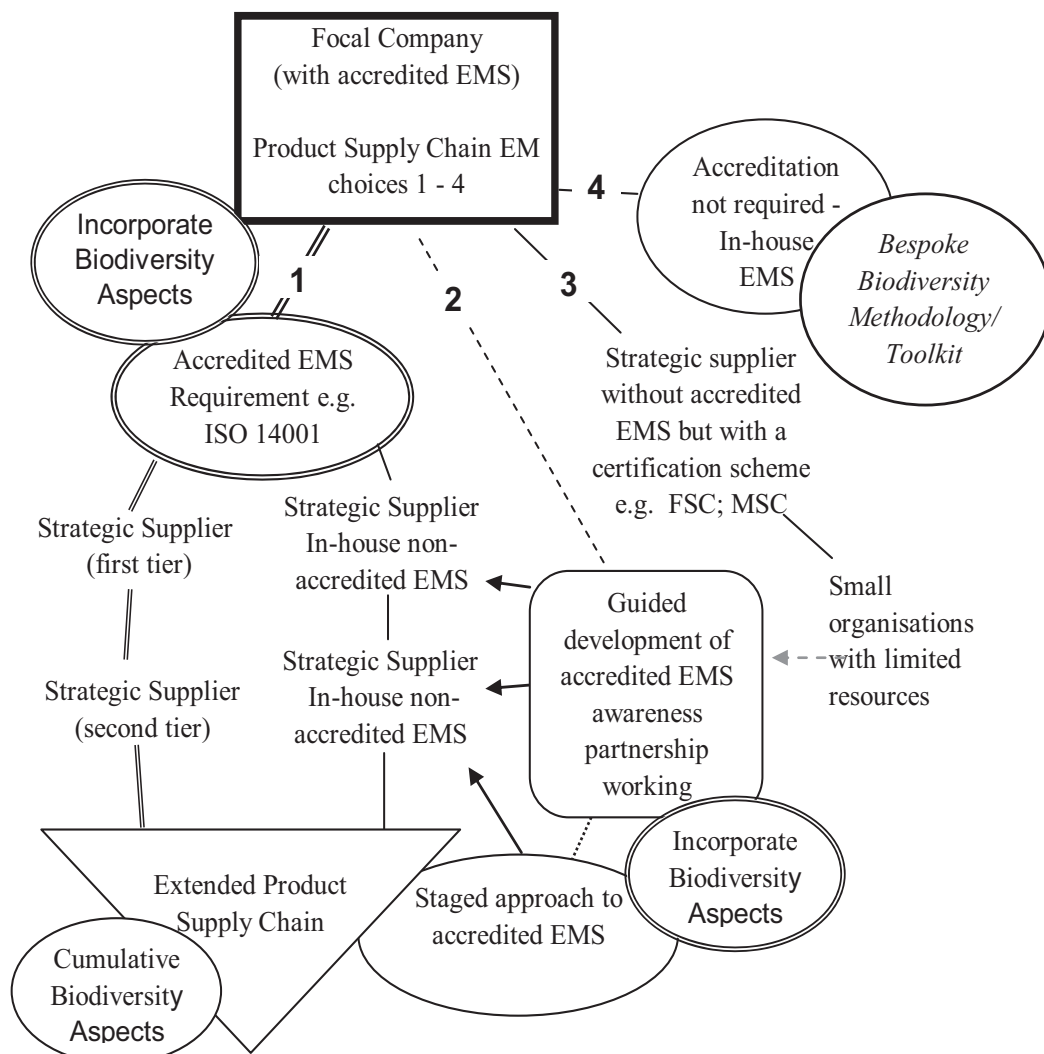 Focal Company
(with accredited EMS)
Product Supply Chain EM
choices 1 - 4
4
Accreditation
not required -
In-house
EMS
Bespoke
Biodiversity
Methodology/
Toolkit
Incorporate
Biodiversity
Aspects
1
2
3
Accredited EMS
Requirement e.g.
ISO 14001
Strategic supplier
without accredited
EMS but with a
certification scheme
e.g. FSC; MSC
Strategic Supplier
(first tier)
Strategic Supplier
In-house non-
accredited EMS
Guided
development of
accredited EMS
awareness
partnership
working
Small
organisations
with limited
resources
Strategic Supplier
(second tier)
Strategic Supplier
In-house non-
accredited EMS
Extended Product
Supply Chain
Staged approach to
accredited EMS
Incorporate
Biodiversity
Aspects
Cumulative
Biodiversity
Aspects